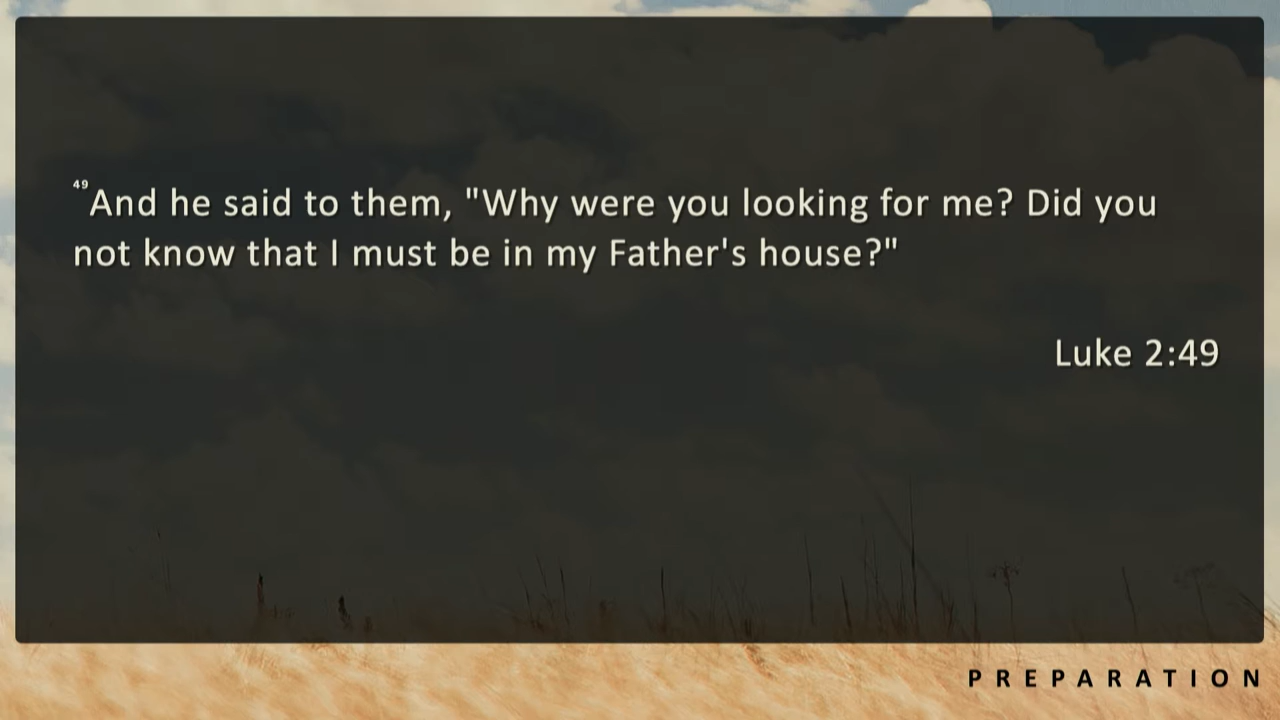 49And he said to them, "Why were you looking for me? Did you
not know that I must be in my Father's house?"
Luke 2:49
PREPARATION